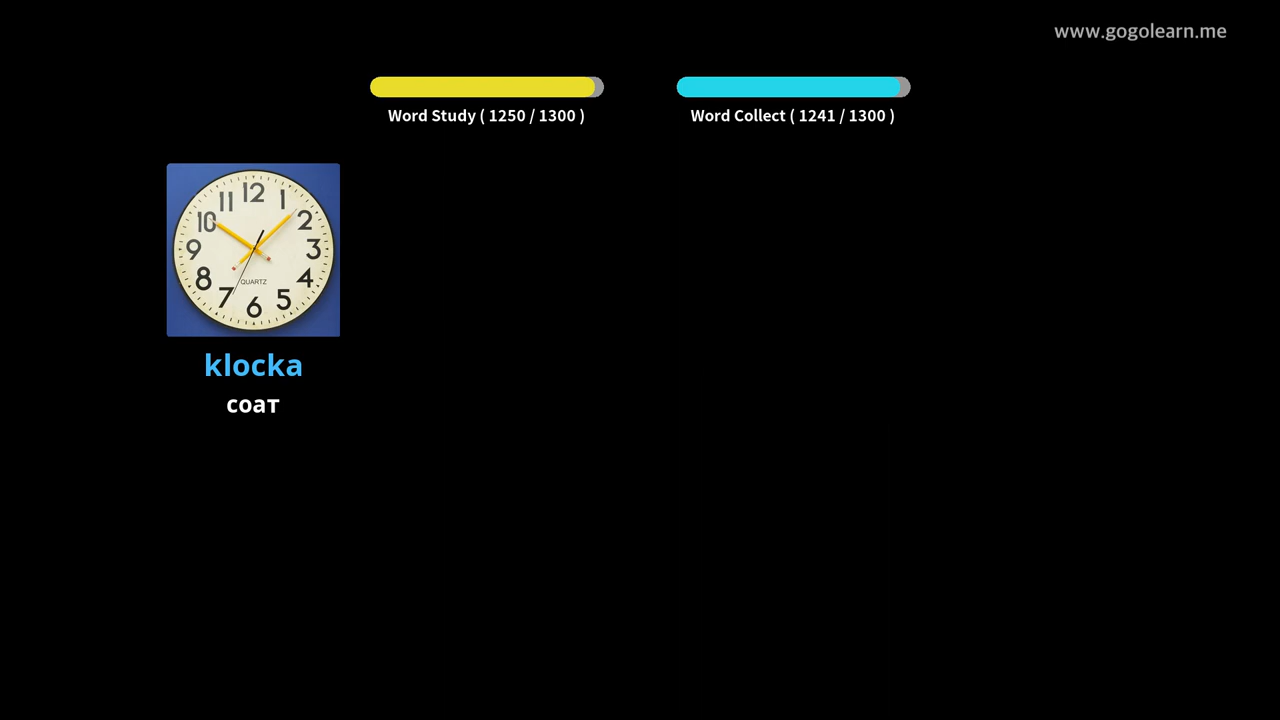 www.gogolearn.me
Word Study ( 1250 / 1300 )
Word Collect ( 1241 / 1300 )
12
11
1
10
2
9
3
8
4
QUARTZ
7
5
6
klocka
соат